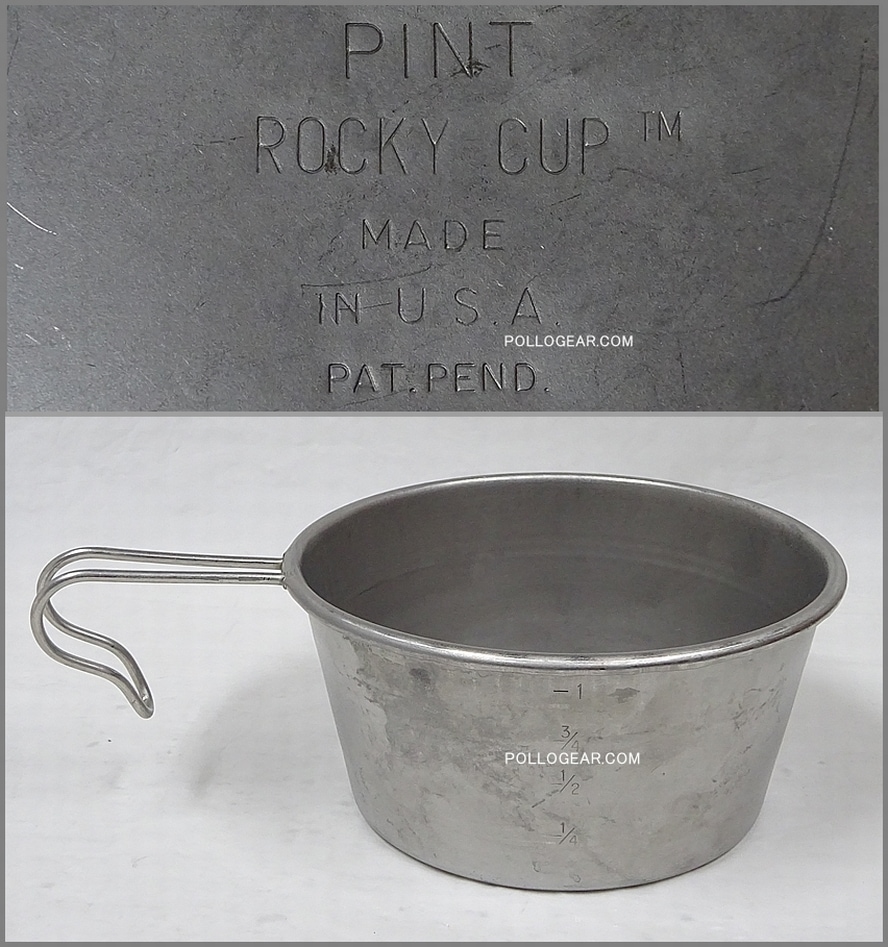 PINT
ROCKY CUP ™
MADE
IN U.S.A.
POLLOGEAR.COM
PAT. PEND.
-1
3/4
POLLOGEAR.COM
1/2
1/4